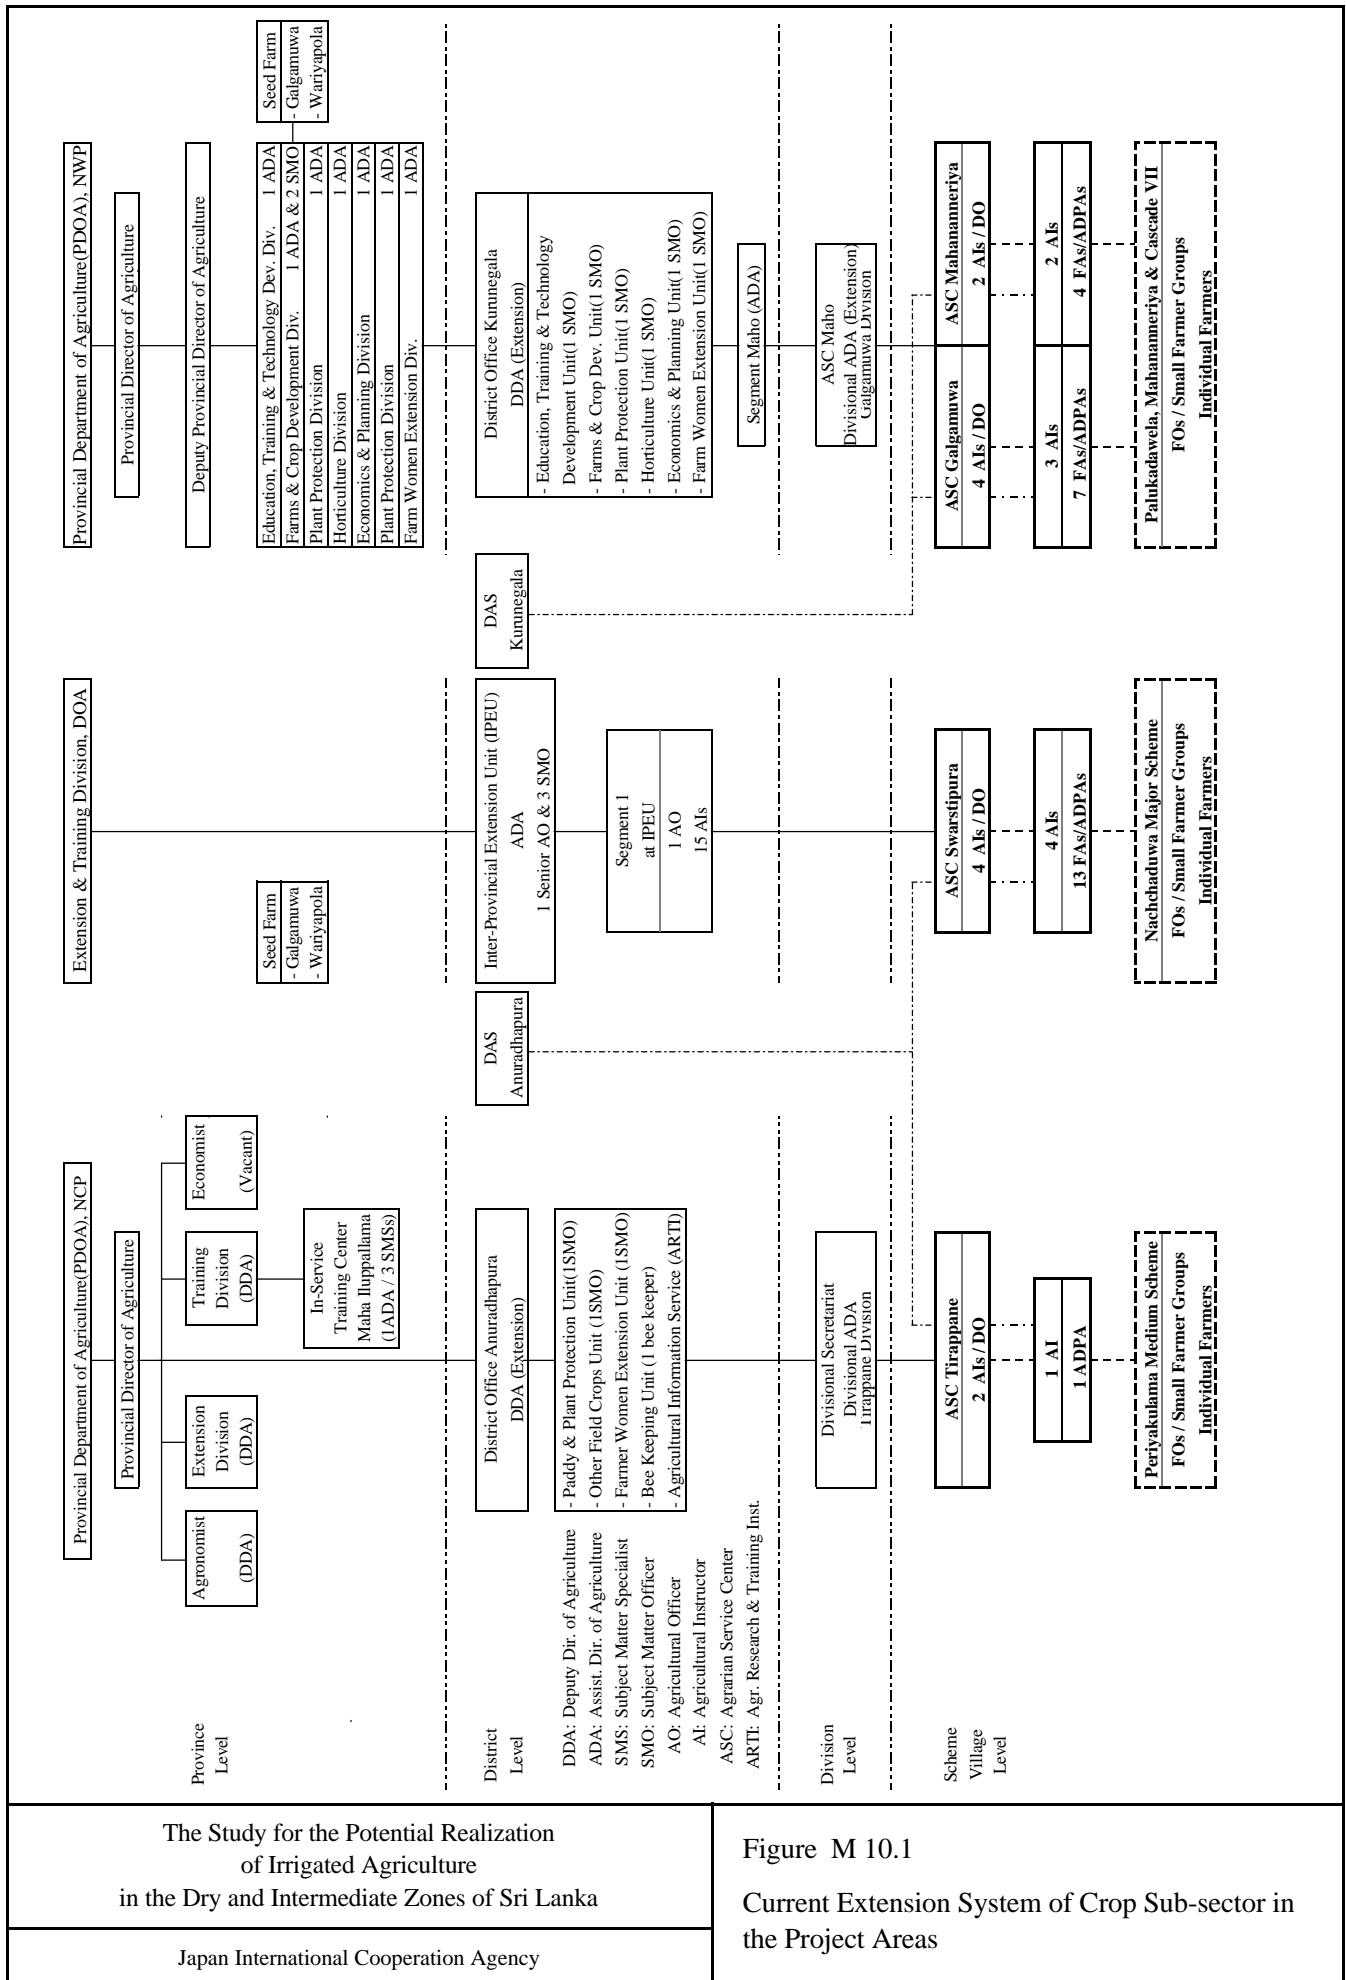 Province
Level
Provincial Department of Agriculture(PDOA), NCP
Provincial Director of Agriculture
Agronomist
(DDA)
Extension
Division
(DDA)
Training
Division
(DDA)
Economist
(Vacant)
In-Service
Training Center
Maha Iluppallama
(1ADA / 3 SMSs)
Extension & Training Division, DOA
Seed Farm
- Galgamuwa
- Wariyapola
Provincial Department of Agriculture(PDOA), NWP
Provincial Director of Agriculture
Deputy Provincial Director of Agriculture
Education, Training & Technology Dev. Div. 1 ADA
Farms & Crop Development Div. 1 ADA & 2 SMO
Plant Protection Division 1 ADA
Horticulture Division 1 ADA
Economics & Planning Division 1 ADA
Plant Protection Division 1 ADA
Farm Women Extension Div. 1 ADA
Seed Farm
- Galgamuwa
- Wariyapola
District
Level
DDA: Deputy Dir. of Agriculture
ADA: Assist. Dir. of Agriculture
SMS: Subject Matter Specialist
SMO: Subject Matter Officer
AO: Agricultural Officer
AI: Agricultural Instructor
ASC: Agrarian Service Center
ARTI: Agr. Research & Training Inst.
District Office Anuradhapura
DDA (Extension)
- Paddy & Plant Protection Unit(1SMO)
- Other Field Crops Unit (1SMO)
- Farmer Women Extension Unit (1SMO)
- Bee Keeping Unit (1 bee keeper)
- Agricultural Information Service (ARTI)
DAS
Anuradhapura
Inter-Provincial Extension Unit (IPEU)
ADA
1 Senior AO & 3 SMO
Segment 1
at IPEU
1 AO
15 AIs
DAS
Kurunegala
District Office Kurunegala
DDA (Extension)
- Education, Training & Technology
Development Unit(1 SMO)
- Farms & Crop Dev. Unit(1 SMO)
- Plant Protection Unit(1 SMO)
- Horticulture Unit(1 SMO)
- Economics & Planning Unit(1 SMO)
- Farm Women Extension Unit(1 SMO)
Segment Maho (ADA)
Division
Level
Divisional Secretariat
Divisional ADA
Tirappane Division
ASC Maho
Divisional ADA (Extension)
Galgamuwa Division
Scheme
Village
Level
ASC Tirappane
2 AIs / DO
1 AI
1 ADPA
Periyakulama Medium Scheme
FOs / Small Farmer Groups
Individual Farmers
ASC Swarstipura
4 AIs / DO
4 AIs
13 FAs/ADPAs
Nachchaduwa Major Scheme
FOs / Small Farmer Groups
Individual Farmers
ASC Galgamuwa
4 AIs / DO
ASC Mahananneriya
2 AIs / DO
3 AIs
7 FAs/ADPAs
2 AIs
4 FAs/ADPAs
Palukadawela, Mahananneriya & Cascade VII
FOs / Small Farmer Groups
Individual Farmers
The Study for the Potential Realization
of Irrigated Agriculture
in the Dry and Intermediate Zones of Sri Lanka
Japan International Cooperation Agency
Figure M 10.1
Current Extension System of Crop Sub-sector in
the Project Areas